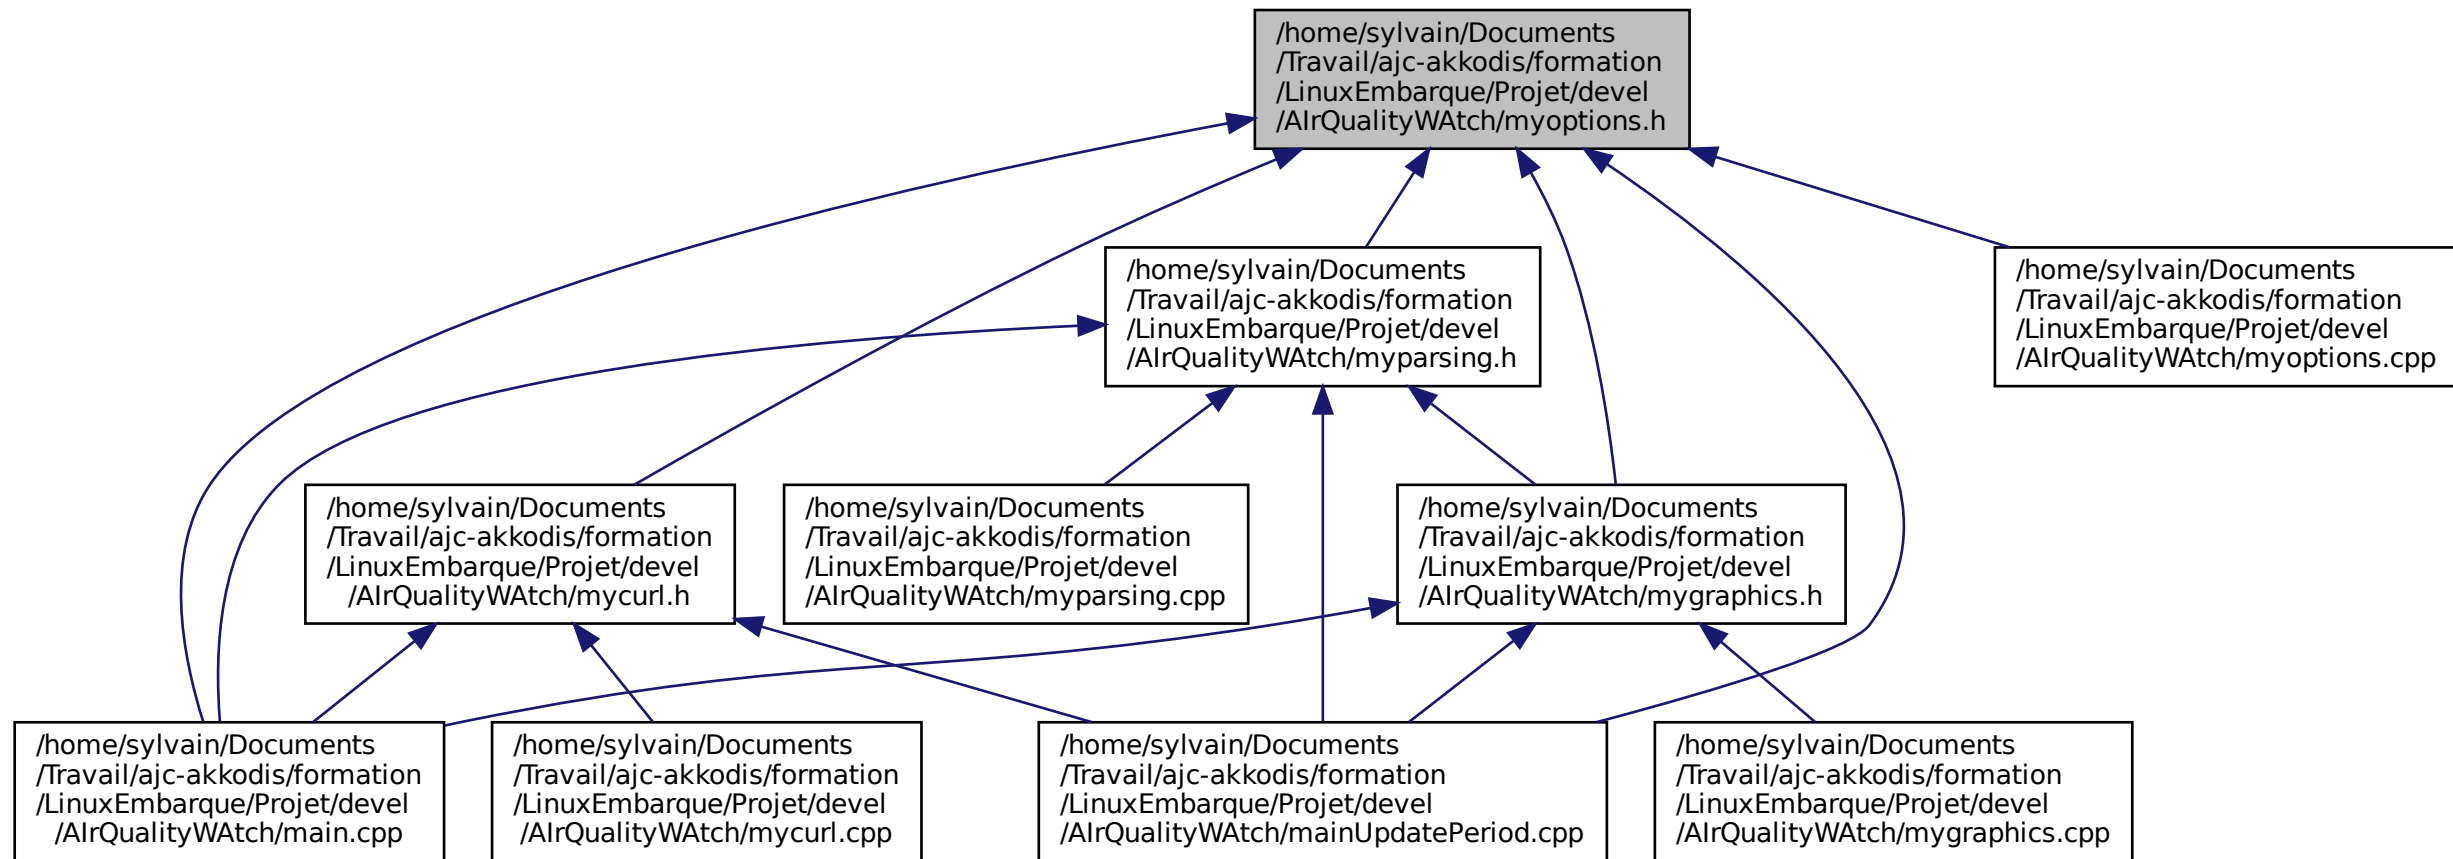 /home/sylvain/Documents
/Travail/ajc-akkodis/formation
/LinuxEmbarque/Projet/devel
/AIrQualityWAtch/myoptions.h
/home/sylvain/Documents
/Travail/ajc-akkodis/formation
/LinuxEmbarque/Projet/devel
/AIrQualityWAtch/myparsing.h
/home/sylvain/Documents
/Travail/ajc-akkodis/formation
/LinuxEmbarque/Projet/devel
/AIrQualityWAtch/myoptions.cpp
/home/sylvain/Documents
/Travail/ajc-akkodis/formation
/LinuxEmbarque/Projet/devel
/AIrQualityWAtch/mycurl.h
/home/sylvain/Documents
/Travail/ajc-akkodis/formation
/LinuxEmbarque/Projet/devel
/AIrQualityWAtch/myparsing.cpp
/home/sylvain/Documents
/Travail/ajc-akkodis/formation
/LinuxEmbarque/Projet/devel
/AIrQualityWAtch/mygraphics.h
/home/sylvain/Documents
/Travail/ajc-akkodis/formation
/LinuxEmbarque/Projet/devel
/AIrQualityWAtch/main.cpp
/home/sylvain/Documents
/Travail/ajc-akkodis/formation
/LinuxEmbarque/Projet/devel
/AIrQualityWAtch/mycurl.cpp
/home/sylvain/Documents
/Travail/ajc-akkodis/formation
/LinuxEmbarque/Projet/devel
/AIrQualityWAtch/mainUpdatePeriod.cpp
/home/sylvain/Documents
/Travail/ajc-akkodis/formation
/LinuxEmbarque/Projet/devel
/AIrQualityWAtch/mygraphics.cpp